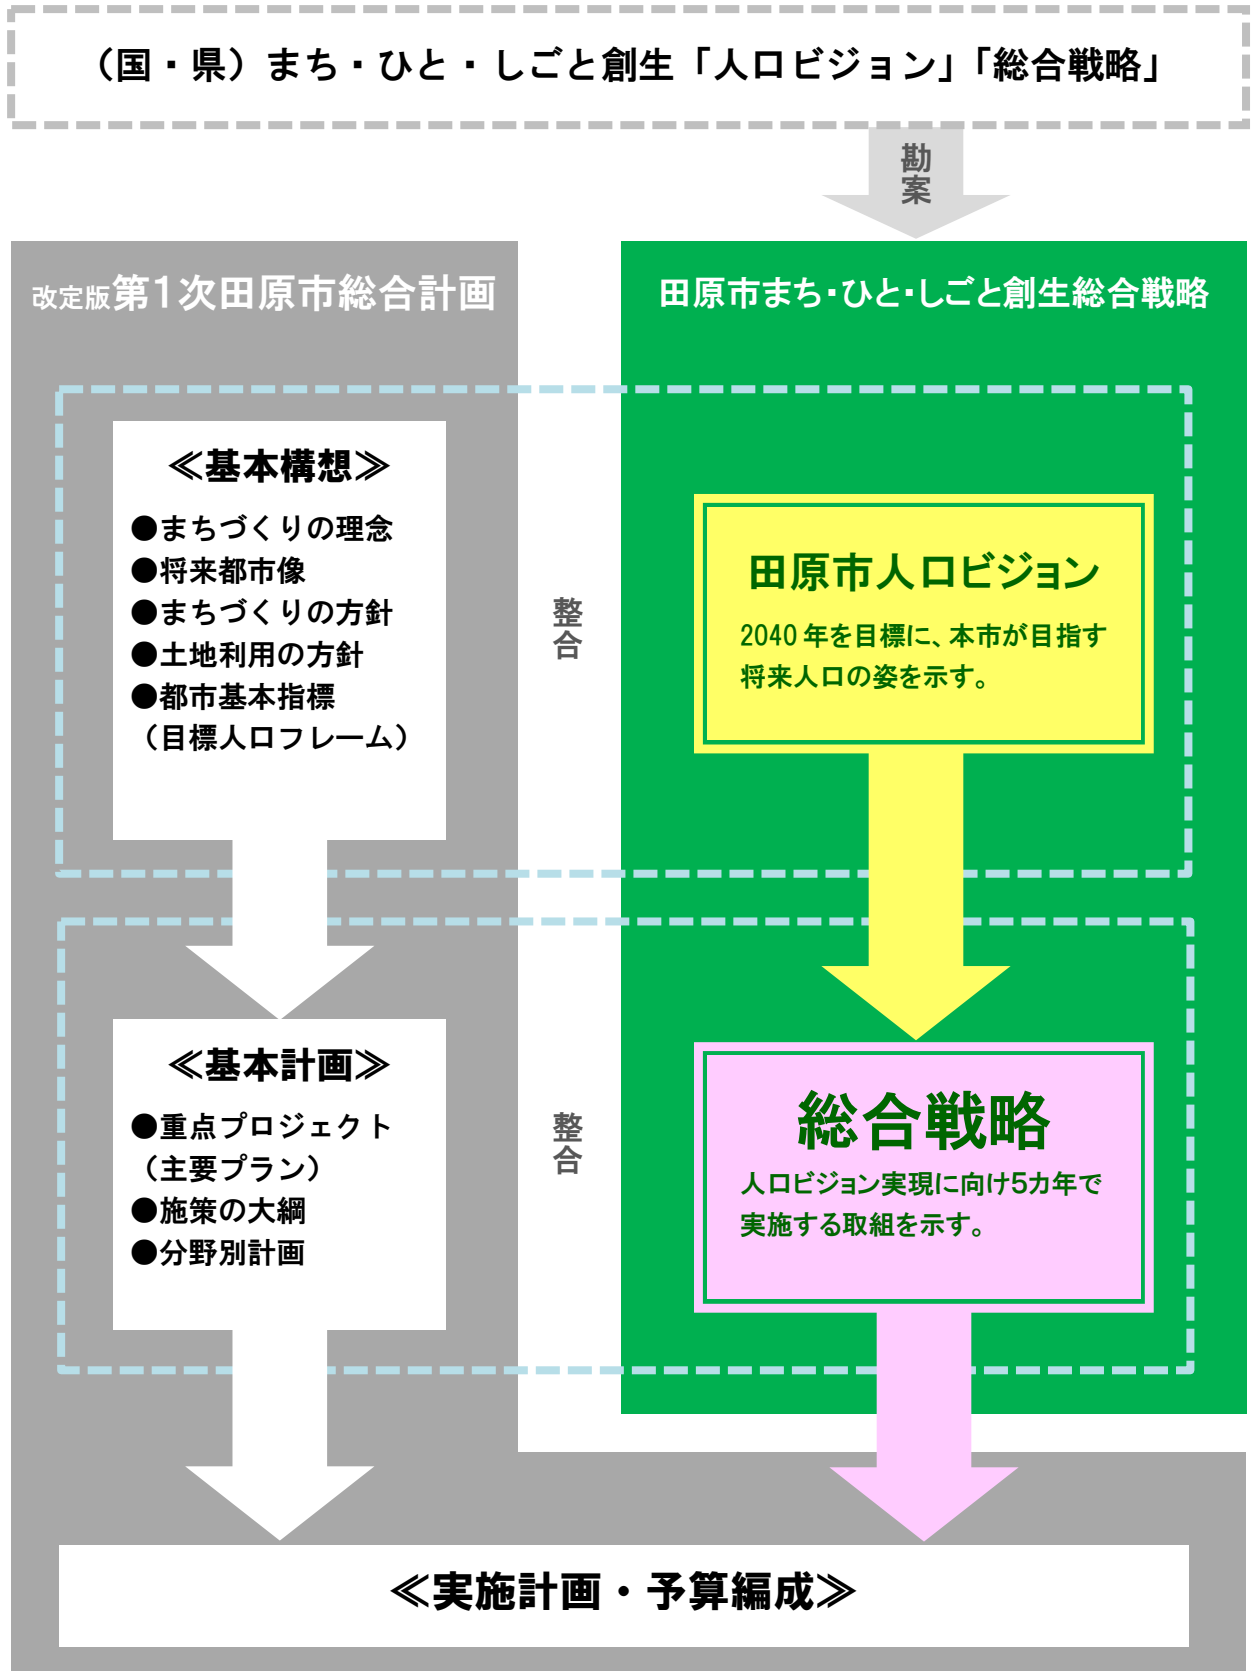 （国・県）まち・ひと・しごと創生「人口ビジョン」「総合戦略」
勘案
改定版第1次田原市総合計画
田原市まち・ひと・しごと創生総合戦略
≪基本構想≫
●まちづくりの理念
●将来都市像
●まちづくりの方針
●土地利用の方針
●都市基本指標
（目標人口フレーム）
整合
田原市人口ビジョン
2040年を目標に、本市が目指す
将来人口の姿を示す。
≪基本計画≫
●重点プロジェクト
（主要プラン）
●施策の大綱
●分野別計画
整合
総合戦略
人口ビジョン実現に向け5カ年で
実施する取組を示す。
≪実施計画・予算編成≫